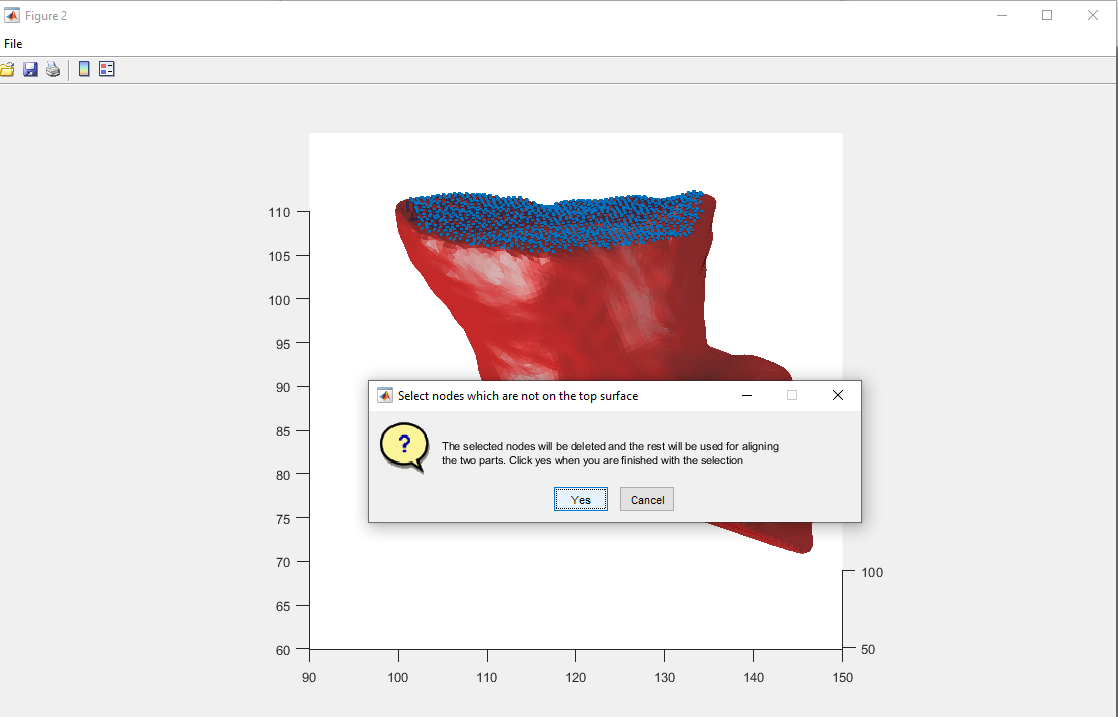 Figure 2
File
110
105
100
95
90
85
80
75
70
65
60
Select nodes which are not on the top surface
?
The selected nodes will be deleted and the rest will be used for aligning
the two parts. Click yes when you are finished with the selection
Yes Cancel
100
50
90 100 110 120 130 140 150